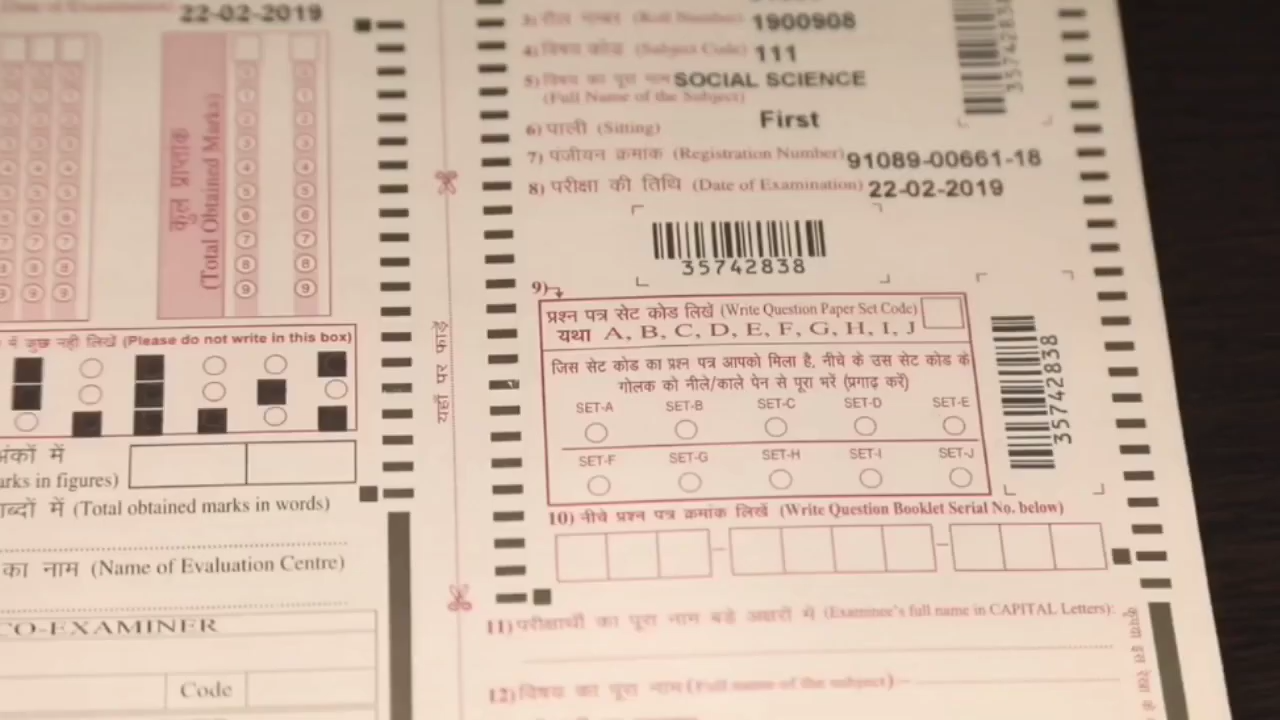 22-02-2019
कुल प्राप्तांक
(Total Obtained Marks)
में कुछ नहीं लिखें (Please do not write in this box)
अंकों में
arks in figures)
ब्दों में (Total obtained marks in words)
का नाम (Name of Evaluation Centre)
CO-EXAMINER
Code
यहाँ पर फाड़ें
3) रोल नम्बर (Roll Number) 1900908
4) विषय कोड (Subject Code) 111
5) विषय का पूरा नाम SOCIAL SCIENCE
(Full Name of the Subject)
6) पाली (Sitting) First
7) पंजीयन क्रमांक (Registration Number) 91089-00661-18
8) परीक्षा की तिथि (Date of Examination) 22-02-2019
35742838
35742838
9)
प्रश्न पत्र सेट कोड लिखें (Write Question Paper Set Code)
यथा A, B, C, D, E, F, G, H, I, J
जिस सेट कोड का प्रश्न पत्र आपको मिला है, नीचे के उस सेट कोड के
गोलक को नीले/काले पेन से पूरा भरें (प्रगाढ़ करें)
SET-A SET-B SET-C SET-D SET-E
SET-F SET-G SET-H SET-I SET-J
35742838
10) नीचे प्रश्न पत्र क्रमांक लिखें (Write Question Booklet Serial No. below)
11) परीक्षार्थी का पूरा नाम बड़े अक्षरों में (Examinee's full name in CAPITAL Letters):
12) विषय का पूरा नाम (Full name of the subject)
कृपया इस रेखा के